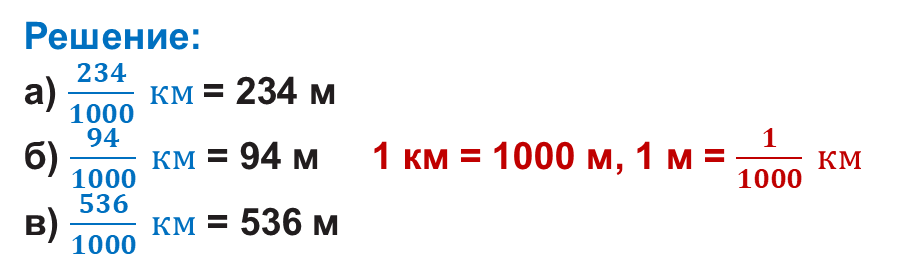 Решение:
а) 234/1000 км = 234 м
б) 94/1000 км = 94 м 1 км = 1000 м, 1 м = 1/1000 км
в) 536/1000 км = 536 м